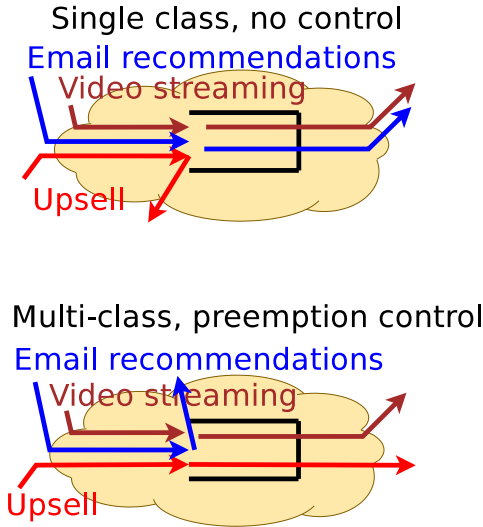 Single class, no control
Email recommendations
Video streaming
Upsell
Multi-class, preemption control
Email recommendations
Video streaming
Upsell